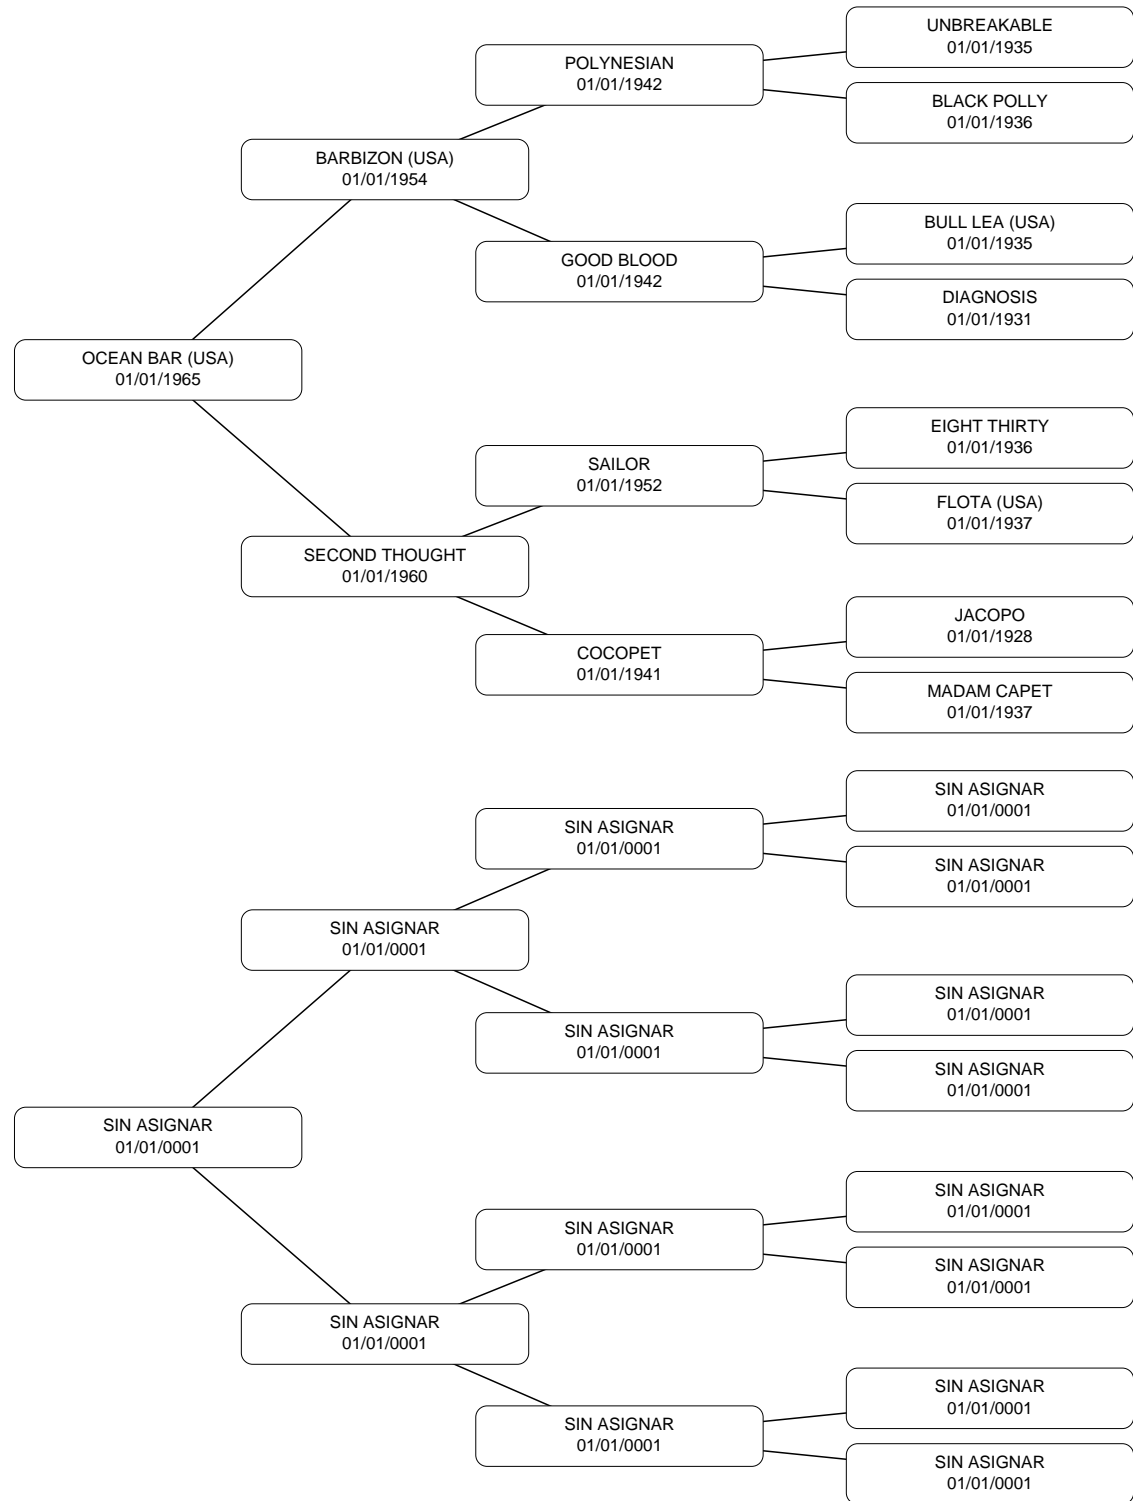 UNBREAKABLE
01/01/1935
POLYNESIAN
01/01/1942
BLACK POLLY
01/01/1936
BARBIZON (USA)
01/01/1954
BULL LEA (USA)
01/01/1935
GOOD BLOOD
01/01/1942
DIAGNOSIS
01/01/1931
OCEAN BAR (USA)
01/01/1965
EIGHT THIRTY
01/01/1936
SAILOR
01/01/1952
FLOTA (USA)
01/01/1937
SECOND THOUGHT
01/01/1960
JACOPO
01/01/1928
COCOPET
01/01/1941
MADAM CAPET
01/01/1937
SIN ASIGNAR
01/01/0001
SIN ASIGNAR
01/01/0001
SIN ASIGNAR
01/01/0001
SIN ASIGNAR
01/01/0001
SIN ASIGNAR
01/01/0001
SIN ASIGNAR
01/01/0001
SIN ASIGNAR
01/01/0001
SIN ASIGNAR
01/01/0001
SIN ASIGNAR
01/01/0001
SIN ASIGNAR
01/01/0001
SIN ASIGNAR
01/01/0001
SIN ASIGNAR
01/01/0001
SIN ASIGNAR
01/01/0001
SIN ASIGNAR
01/01/0001
SIN ASIGNAR
01/01/0001